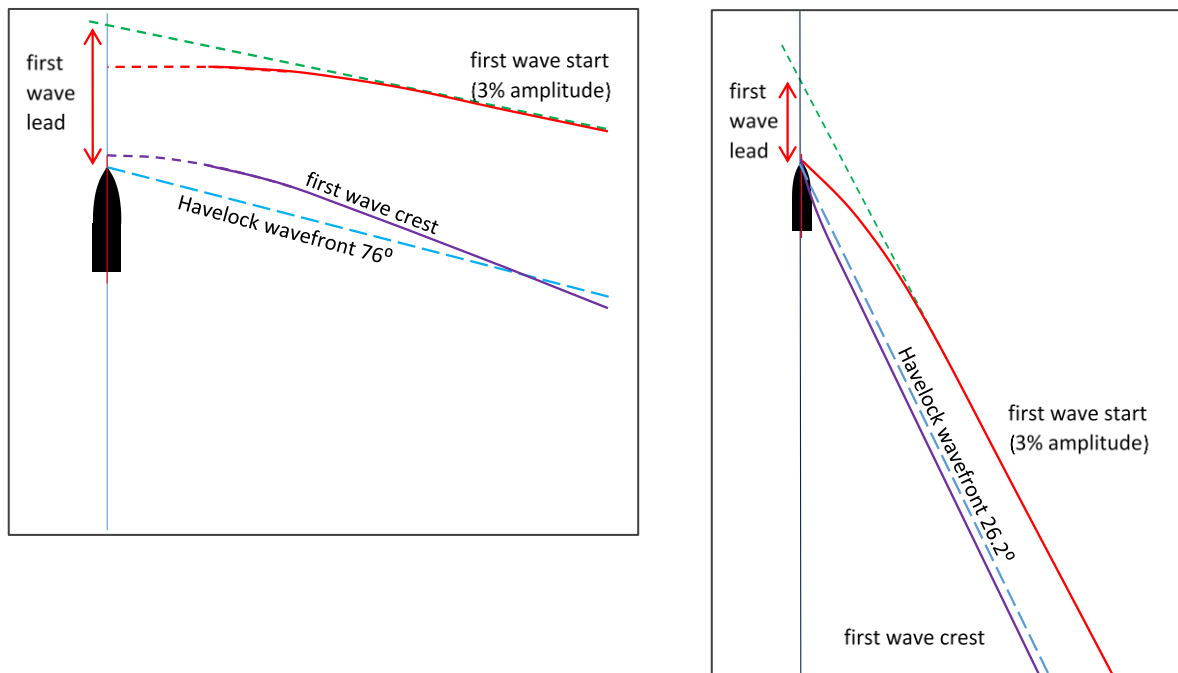 first
wave
lead
first wave start
(3% amplitude)
first wave crest
Havelock wavefront 76º
first
wave
lead
Havelock wavefront 26.2º
first wave start
(3% amplitude)
first wave crest